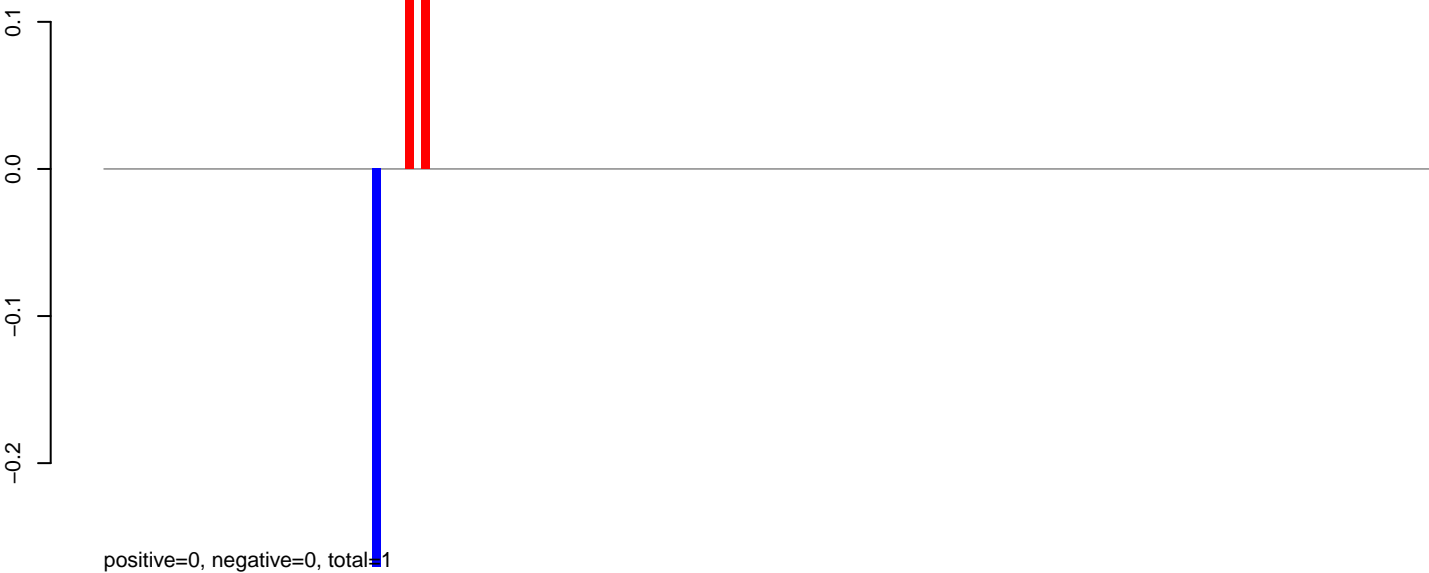 0.1
0.0
−0.1
−0.2
positive=0, negative=0, total=1